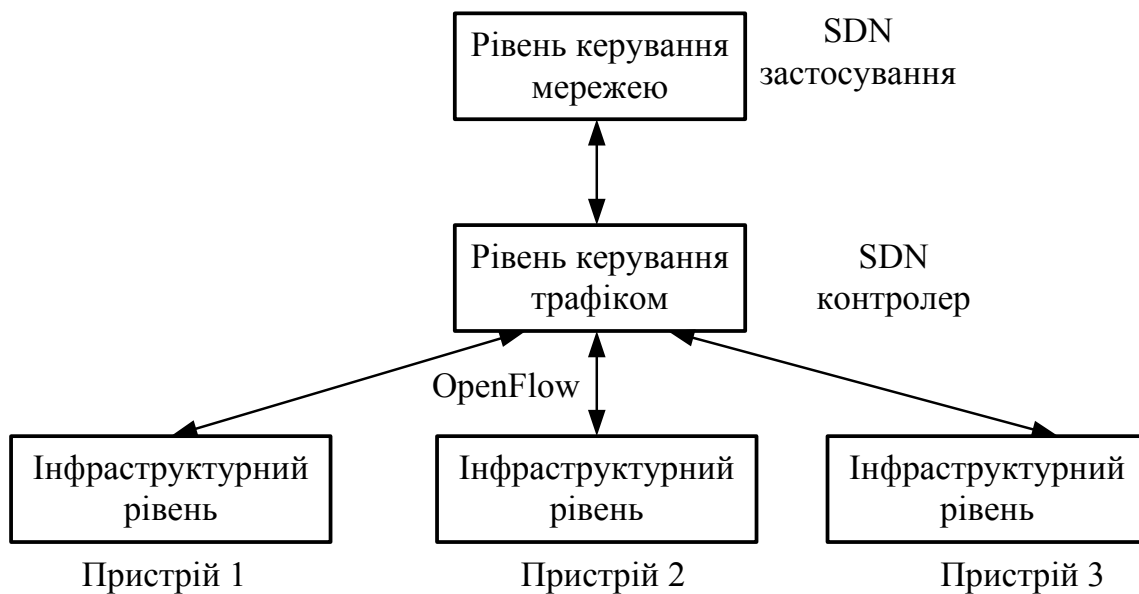 Рівень керування
мережею
SDN
застосування
Рівень керування
трафіком
SDN
контролер
OpenFlow
Інфраструктурний
рівень
Інфраструктурний
рівень
Інфраструктурний
рівень
Пристрій 1
Пристрій 2
Пристрій 3